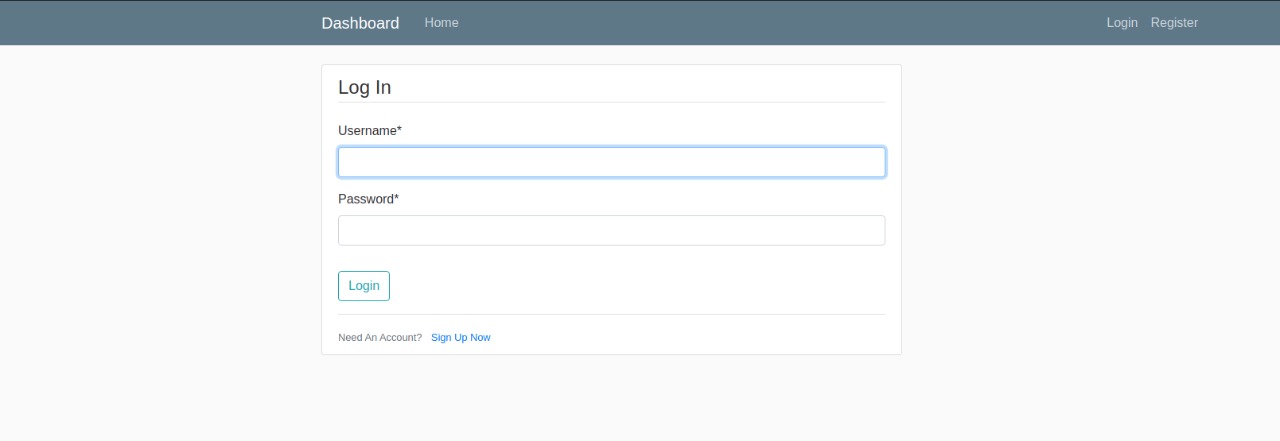 Dashboard Home Login Register
Log In
Username*
Password*
Login
Need An Account? Sign Up Now